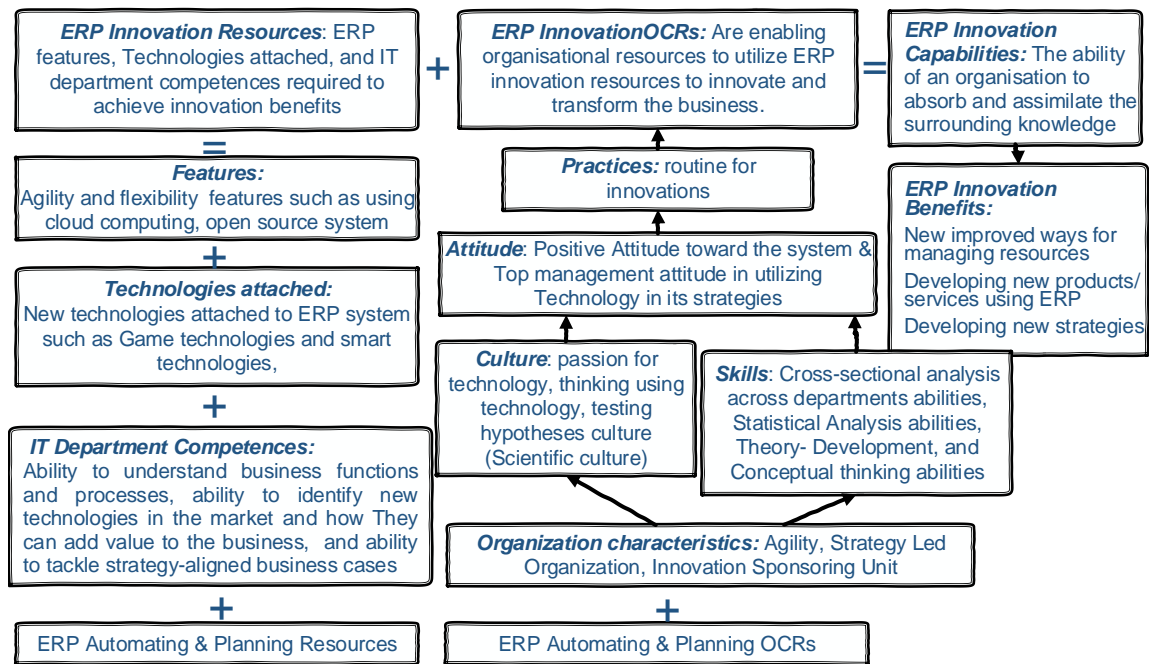 ERP Innovation Resources: ERP
features, Technologies attached, and IT
department competences required to
achieve innovation benefits
+
ERP InnovationOCRs: Are enabling
organisational resources to utilize ERP
innovation resources to innovate and
transform the business.
=
ERP Innovation
Capabilities: The ability
of an organisation to
absorb and assimilate the
surrounding knowledge
=
Features:
Agility and flexibility features such as using
cloud computing, open source system
+
Technologies attached:
New technologies attached to ERP system
such as Game technologies and smart
technologies,
+
IT Department Competences:
Ability to understand business functions
and processes, ability to identify new
technologies in the market and how They
can add value to the business, and ability
to tackle strategy-aligned business cases
+
ERP Automating & Planning Resources
Practices: routine for
innovations
Attitude: Positive Attitude toward the system &
Top management attitude in utilizing
Technology in its strategies
Culture: passion for
technology, thinking using
technology, testing
hypotheses culture
(Scientific culture)
Skills: Cross-sectional analysis
across departments abilities,
Statistical Analysis abilities,
Theory- Development, and
Conceptual thinking abilities
Organization characteristics: Agility, Strategy Led
Organization, Innovation Sponsoring Unit
+
ERP Automating & Planning OCRs
ERP Innovation
Benefits:
New improved ways for
managing resources
Developing new products/
services using ERP
Developing new strategies